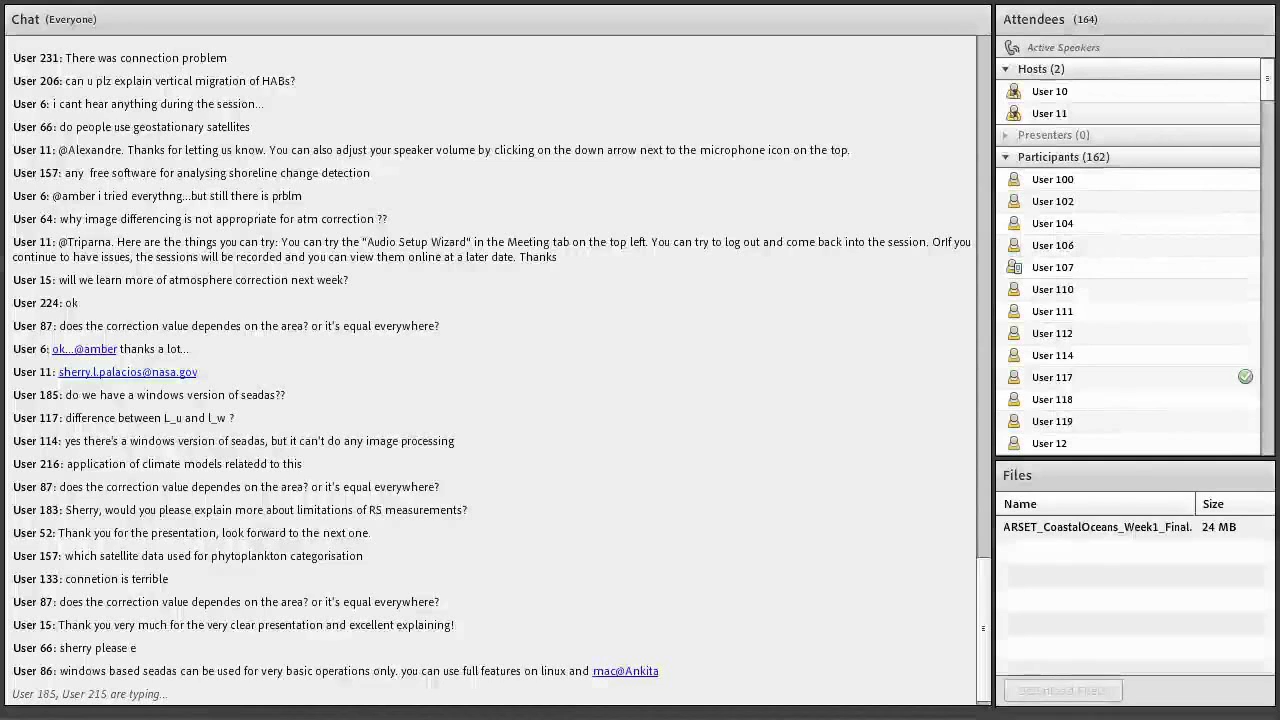 Chat (Everyone)
User 231: There was connection problem
User 206: can u plz explain vertical migration of HABs?
User 6: i cant hear anything during the session...
User 66: do people use geostationary satellites
User 11: @Alexandre. Thanks for letting us know. You can also adjust your speaker volume by clicking on the down arrow next to the microphone icon on the top.
User 157: any  free software for analysing shoreline change detection
User 6: @amber i tried everythng...but still there is prblm
User 64: why image differencing is not appropriate for atm correction ??
User 11: @Triparna. Here are the things you can try: You can try the "Audio Setup Wizard" in the Meeting tab on the top left. You can try to log out and come back into the session. OrIf you
continue to have issues, the sessions will be recorded and you can view them online at a later date. Thanks
User 15: will we learn more of atmosphere correction next week?
User 224: ok
User 87: does the correction value dependes on the area? or it's equal everywhere?
User 6: ok...@amber thanks a lot...
User 11: sherry.l.palacios@nasa.gov
User 185: do we have a windows version of seadas??
User 117: difference between L_u and l_w ?
User 114: yes there's a windows version of seadas, but it can't do any image processing
User 216: application of climate models relatedd to this
User 87: does the correction value dependes on the area? or it's equal everywhere?
User 183: Sherry, would you please explain more about limitations of RS measurements?
User 52: Thank you for the presentation, look forward to the next one.
User 157: which satellite data used for phytoplankton categorisation
User 133: connetion is terrible
User 87: does the correction value dependes on the area? or it's equal everywhere?
User 15: Thank you very much for the very clear presentation and excellent explaining!
User 66: sherry please e
User 86: windows based seadas can be used for very basic operations only. you can use full features on linux and mac@Ankita
User 185, User 215 are typing...
Attendees (164)
Active Speakers
Hosts (2)
User 10
User 11
Presenters (0)
Participants (162)
User 100
User 102
User 104
User 106
User 107
User 110
User 111
User 112
User 114
User 117
User 118
User 119
User 12
Files
Name Size
ARSET_CoastalOceans_Week1_Final. 24 MB
Download File(s)